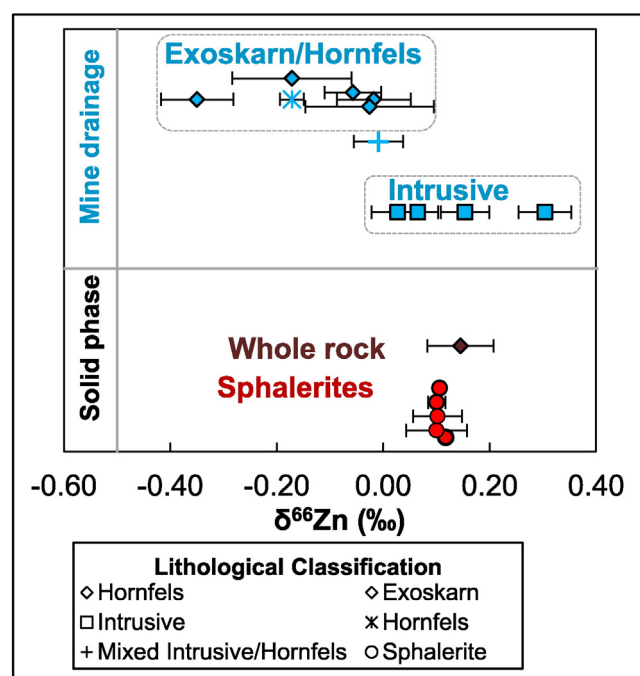 Mine drainage
Exoskarn/Hornfels
Intrusive
Solid phase
Whole rock
Sphalerites
-0.60 -0.40 -0.20 0.00 0.20 0.40
δ⁶⁶Zn (‰)
Lithological Classification
Hornfels Exoskarn
Intrusive Hornfels
Mixed Intrusive/Hornfels Sphalerite